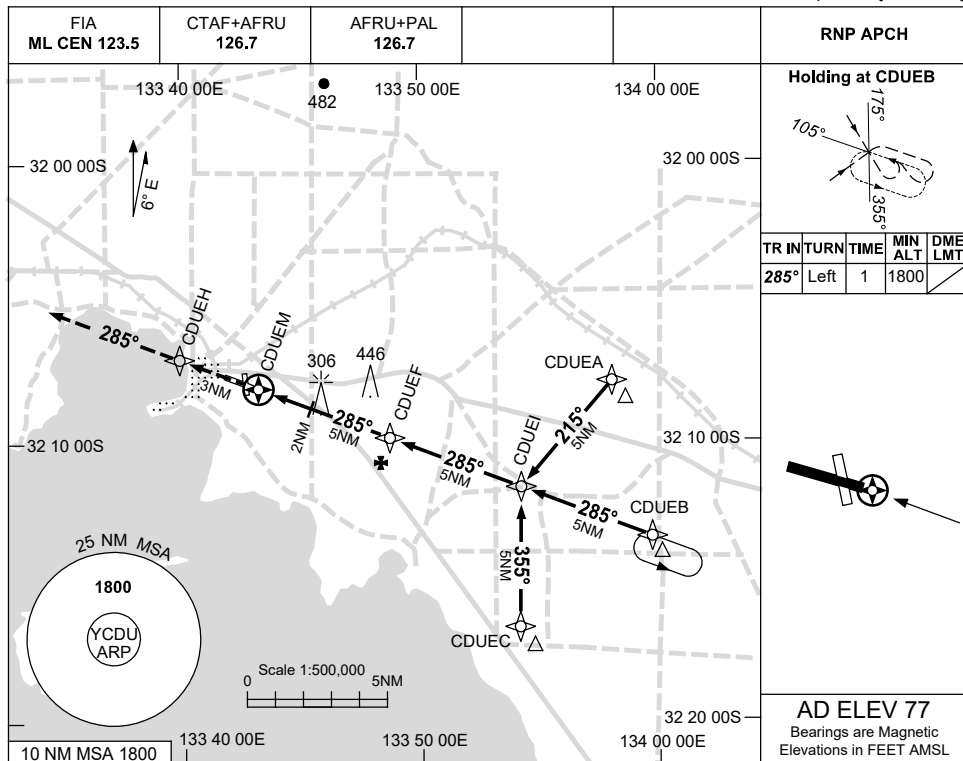 FIA
ML CEN 123.5
CTAF+AFRU
126.7
AFRU+PAL
126.7
RNP APCH
133 40 00E
482
133 50 00E
134 00 00E
32 00 00S
32 00 00S
6° E
Holding at CDUEB
175°
105°
355°
TR IN TURN TIME MIN ALT DME LMT
285° Left 1 1800
285°
CDUEH
3NM
CDUEM
306
446
2NM
285°
5NM
CDUEF
285°
5NM
CDUEI
CDUEA
215°
5NM
285°
5NM
CDUEB
355°
5NM
CDUEC
32 10 00S
32 10 00S
25 NM MSA
1800
YCDU
ARP
Scale 1:500,000
0 5NM
32 20 00S
133 40 00E
133 50 00E
134 00 00E
10 NM MSA 1800
AD ELEV 77
Bearings are Magnetic
Elevations in FEET AMSL